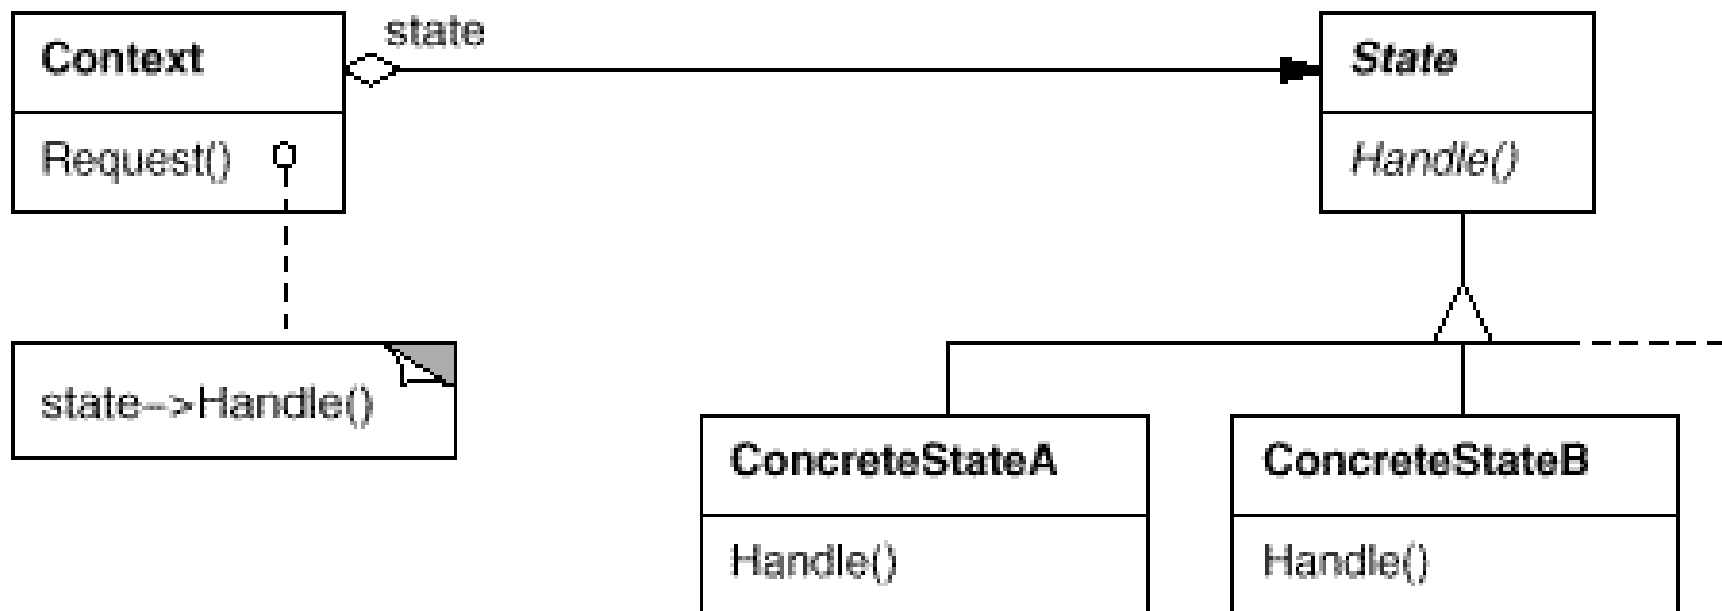 state
Context
State
Request()
Handle()
state–>Handle()
ConcreteStateA
ConcreteStateB
Handle()
Handle()